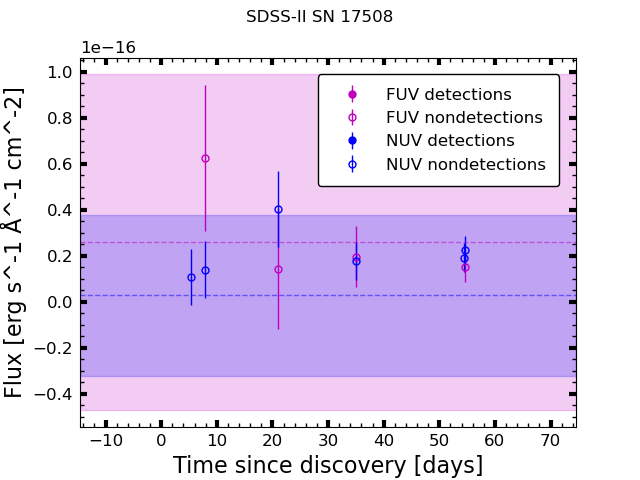 SDSS-II SN 17508
1e−16
1.0
0.8
0.6
0.4
0.2
0.0
−0.2
−0.4
Flux [erg s^-1 Å^-1 cm^-2]
FUV detections
FUV nondetections
NUV detections
NUV nondetections
−10 0 10 20 30 40 50 60 70
Time since discovery [days]